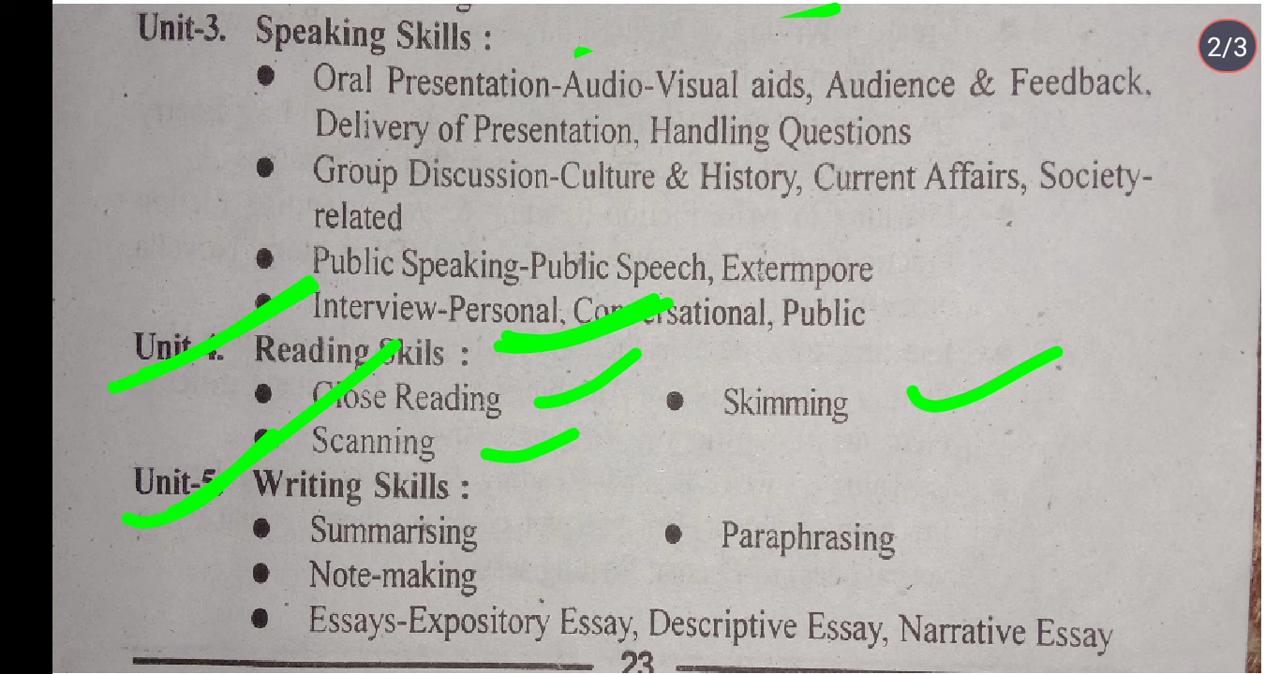 2/3
Unit-3. Speaking Skills :
● Oral Presentation-Audio-Visual aids, Audience & Feedback,
Delivery of Presentation, Handling Questions
● Group Discussion-Culture & History, Current Affairs, Society-
related
● Public Speaking-Public Speech, Extermpore
● Interview-Personal, Conversational, Public
Unit-4. Reading Skils :
● Close Reading ● Skimming
● Scanning
Unit-5. Writing Skills :
● Summarising ● Paraphrasing
● Note-making
● Essays-Expository Essay, Descriptive Essay, Narrative Essay
23